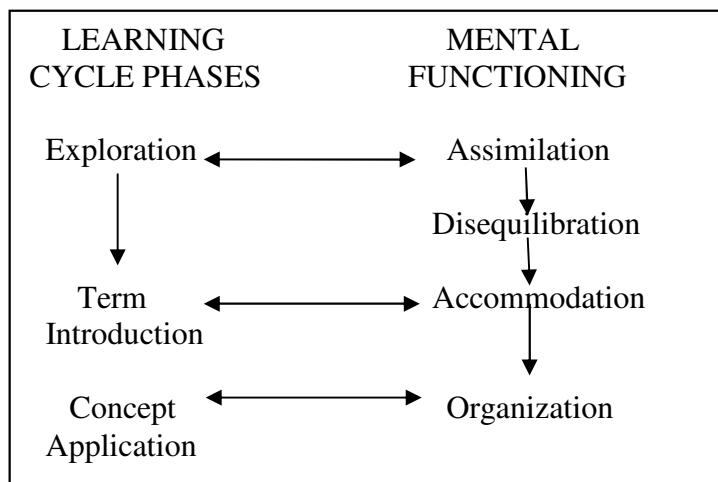 LEARNING
CYCLE PHASES
MENTAL
FUNCTIONING
Exploration
Assimilation
Disequilibration
Term
Introduction
Accommodation
Concept
Application
Organization